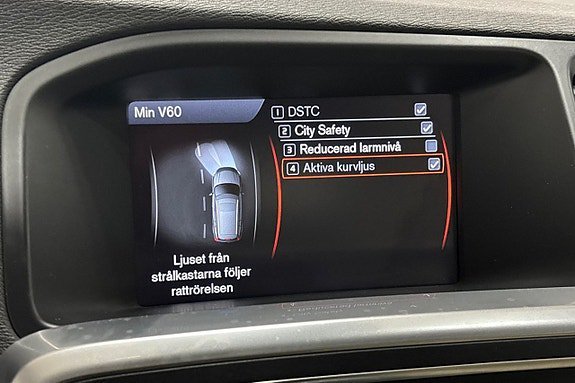 Min V60
1 DSTC
2 City Safety
3 Reducerad larmnivå
4 Aktiva kurvljus
Ljuset från
strålkastarna följer
rattrörelsen